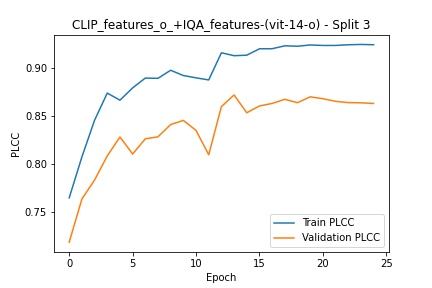 CLIP_features_o_+IQA_features-(vit-14-o) - Split 3
PLCC
0.90
0.85
0.80
0.75
0 5 10 15 20 25
Epoch
Train PLCC
Validation PLCC